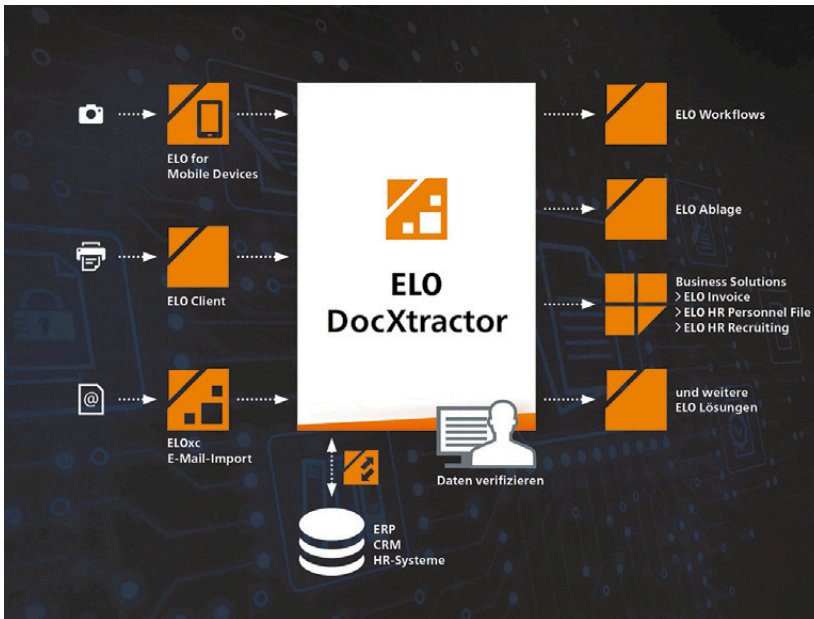 ELO for
Mobile Devices
ELO Client
ELOxc
E-Mail-Import
ELO
DocXtractor
Daten verifizieren
ERP
CRM
HR-Systeme
ELO Workflows
ELO Ablage
Business Solutions
> ELO Invoice
> ELO HR Personnel File
> ELO HR Recruiting
und weitere
ELO Lösungen
@